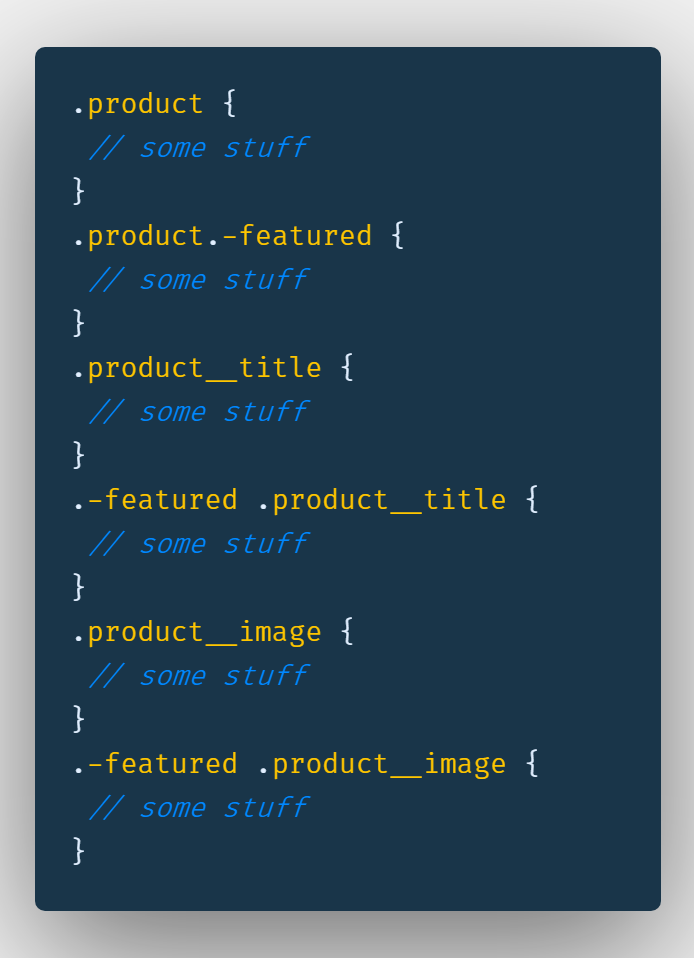 .product {
 // some stuff
}
.product.-featured {
 // some stuff
}
.product__title {
 // some stuff
}
.-featured .product__title {
 // some stuff
}
.product__image {
 // some stuff
}
.-featured .product__image {
 // some stuff
}